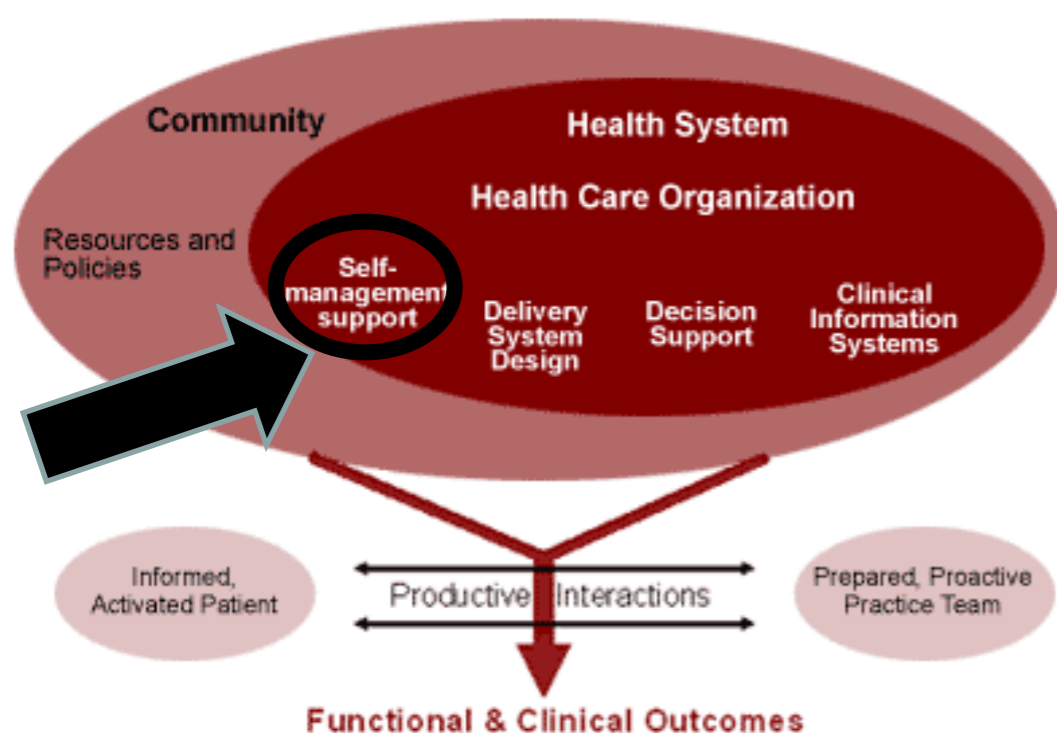 Community
Health System
Health Care Organization
Resources and
Policies
Self-
management
support
Delivery
System
Design
Decision
Support
Clinical
Information
Systems
Informed,
Activated Patient
Productive Interactions
Prepared, Proactive
Practice Team
Functional & Clinical Outcomes